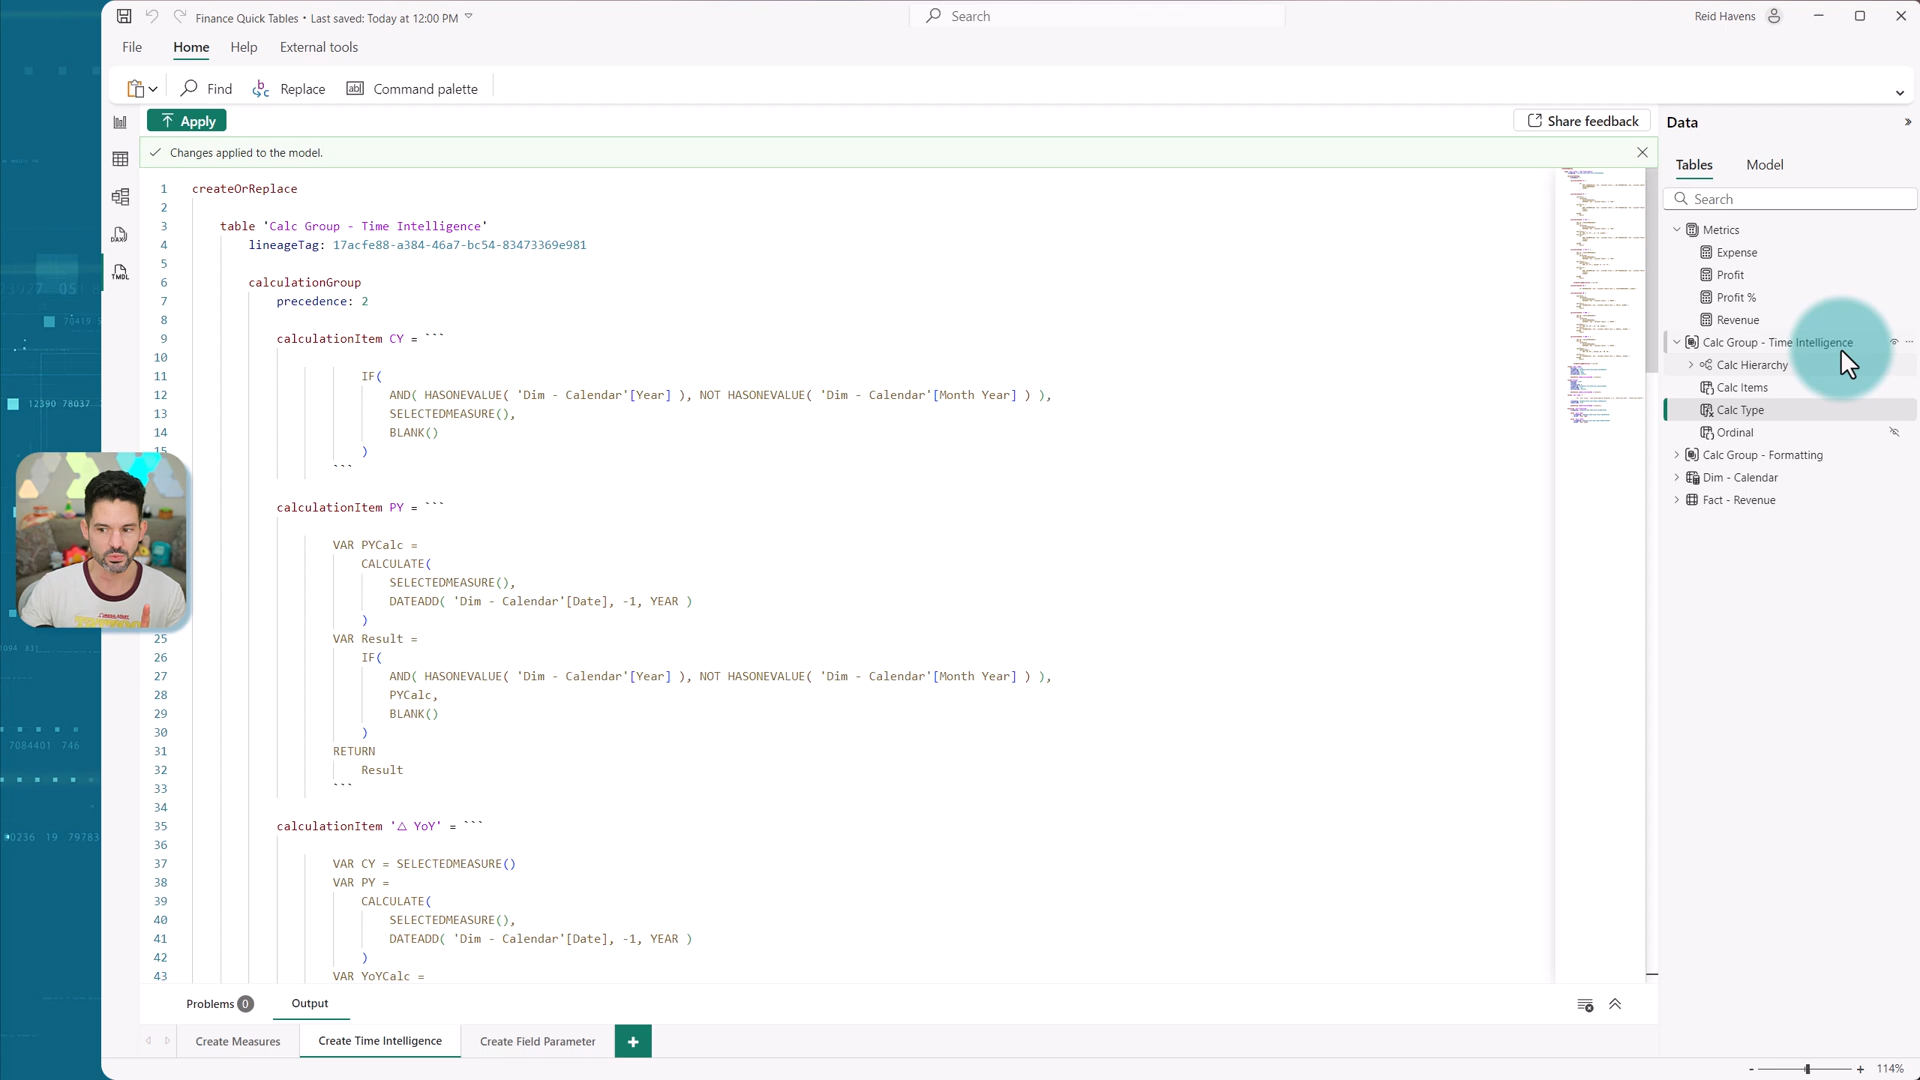 Finance Quick Tables • Last saved: Today at 12:00 PM
Search
Reid Havens
File
Home
Help
External tools
Find
Replace
Command palette
Apply
Share feedback
Changes applied to the model.
1 createOrReplace
2
3 table 'Calc Group - Time Intelligence'
4 lineageTag: 17acfe88-a384-46a7-bc54-83473369e981
5
6 calculationGroup
7 precedence: 2
8
9 calculationItem CY = ```
10
11 IF(
12 AND( HASONEVALUE( 'Dim - Calendar'[Year] ), NOT HASONEVALUE( 'Dim - Calendar'[Month Year] ) ),
13 SELECTEDMEASURE(),
14 BLANK()
15 )
```
calculationItem PY = ```
VAR PYCalc =
CALCULATE(
SELECTEDMEASURE(),
DATEADD( 'Dim - Calendar'[Date], -1, YEAR )
)
25 VAR Result =
26 IF(
27 AND( HASONEVALUE( 'Dim - Calendar'[Year] ), NOT HASONEVALUE( 'Dim - Calendar'[Month Year] ) ),
28 PYCalc,
29 BLANK()
30 )
31 RETURN
32 Result
33 ```
34
35 calculationItem '△ YoY' = ```
36
37 VAR CY = SELECTEDMEASURE()
38 VAR PY =
39 CALCULATE(
40 SELECTEDMEASURE(),
41 DATEADD( 'Dim - Calendar'[Date], -1, YEAR )
42 )
43 VAR YoYCalc =
Problems 0
Output
Create Measures
Create Time Intelligence
Create Field Parameter
Data
Tables
Model
Search
Metrics
Expense
Profit
Profit %
Revenue
Calc Group - Time Intelligence
Calc Hierarchy
Calc Items
Calc Type
Ordinal
Calc Group - Formatting
Dim - Calendar
Fact - Revenue
DAX
TMDL
114%
12390 78037
7084401 746